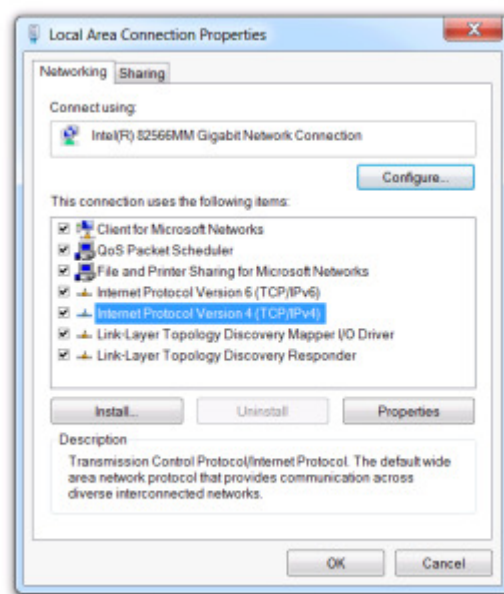 Local Area Connection Properties
Networking
Sharing
Connect using:
Intel(R) 82566MM Gigabit Network Connection
Configure...
This connection uses the following items:
Client for Microsoft Networks
QoS Packet Scheduler
File and Printer Sharing for Microsoft Networks
Internet Protocol Version 6 (TCP/IPv6)
Internet Protocol Version 4 (TCP/IPv4)
Link-Layer Topology Discovery Mapper I/O Driver
Link-Layer Topology Discovery Responder
Install...
Uninstall
Properties
Description
Transmission Control Protocol/Internet Protocol. The default wide
area network protocol that provides communication across
diverse interconnected networks.
OK
Cancel